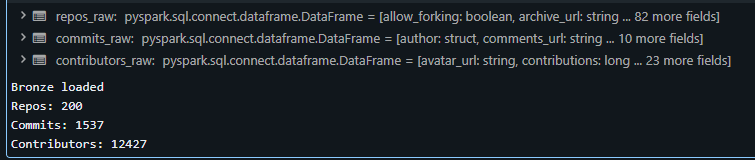 repos_raw: pyspark.sql.connect.dataframe.DataFrame = [allow_forking: boolean, archive_url: string ... 82 more fields]
commits_raw: pyspark.sql.connect.dataframe.DataFrame = [author: struct, comments_url: string ... 10 more fields]
contributors_raw: pyspark.sql.connect.dataframe.DataFrame = [avatar_url: string, contributions: long ... 23 more fields]
Bronze loaded
Repos: 200
Commits: 1537
Contributors: 12427